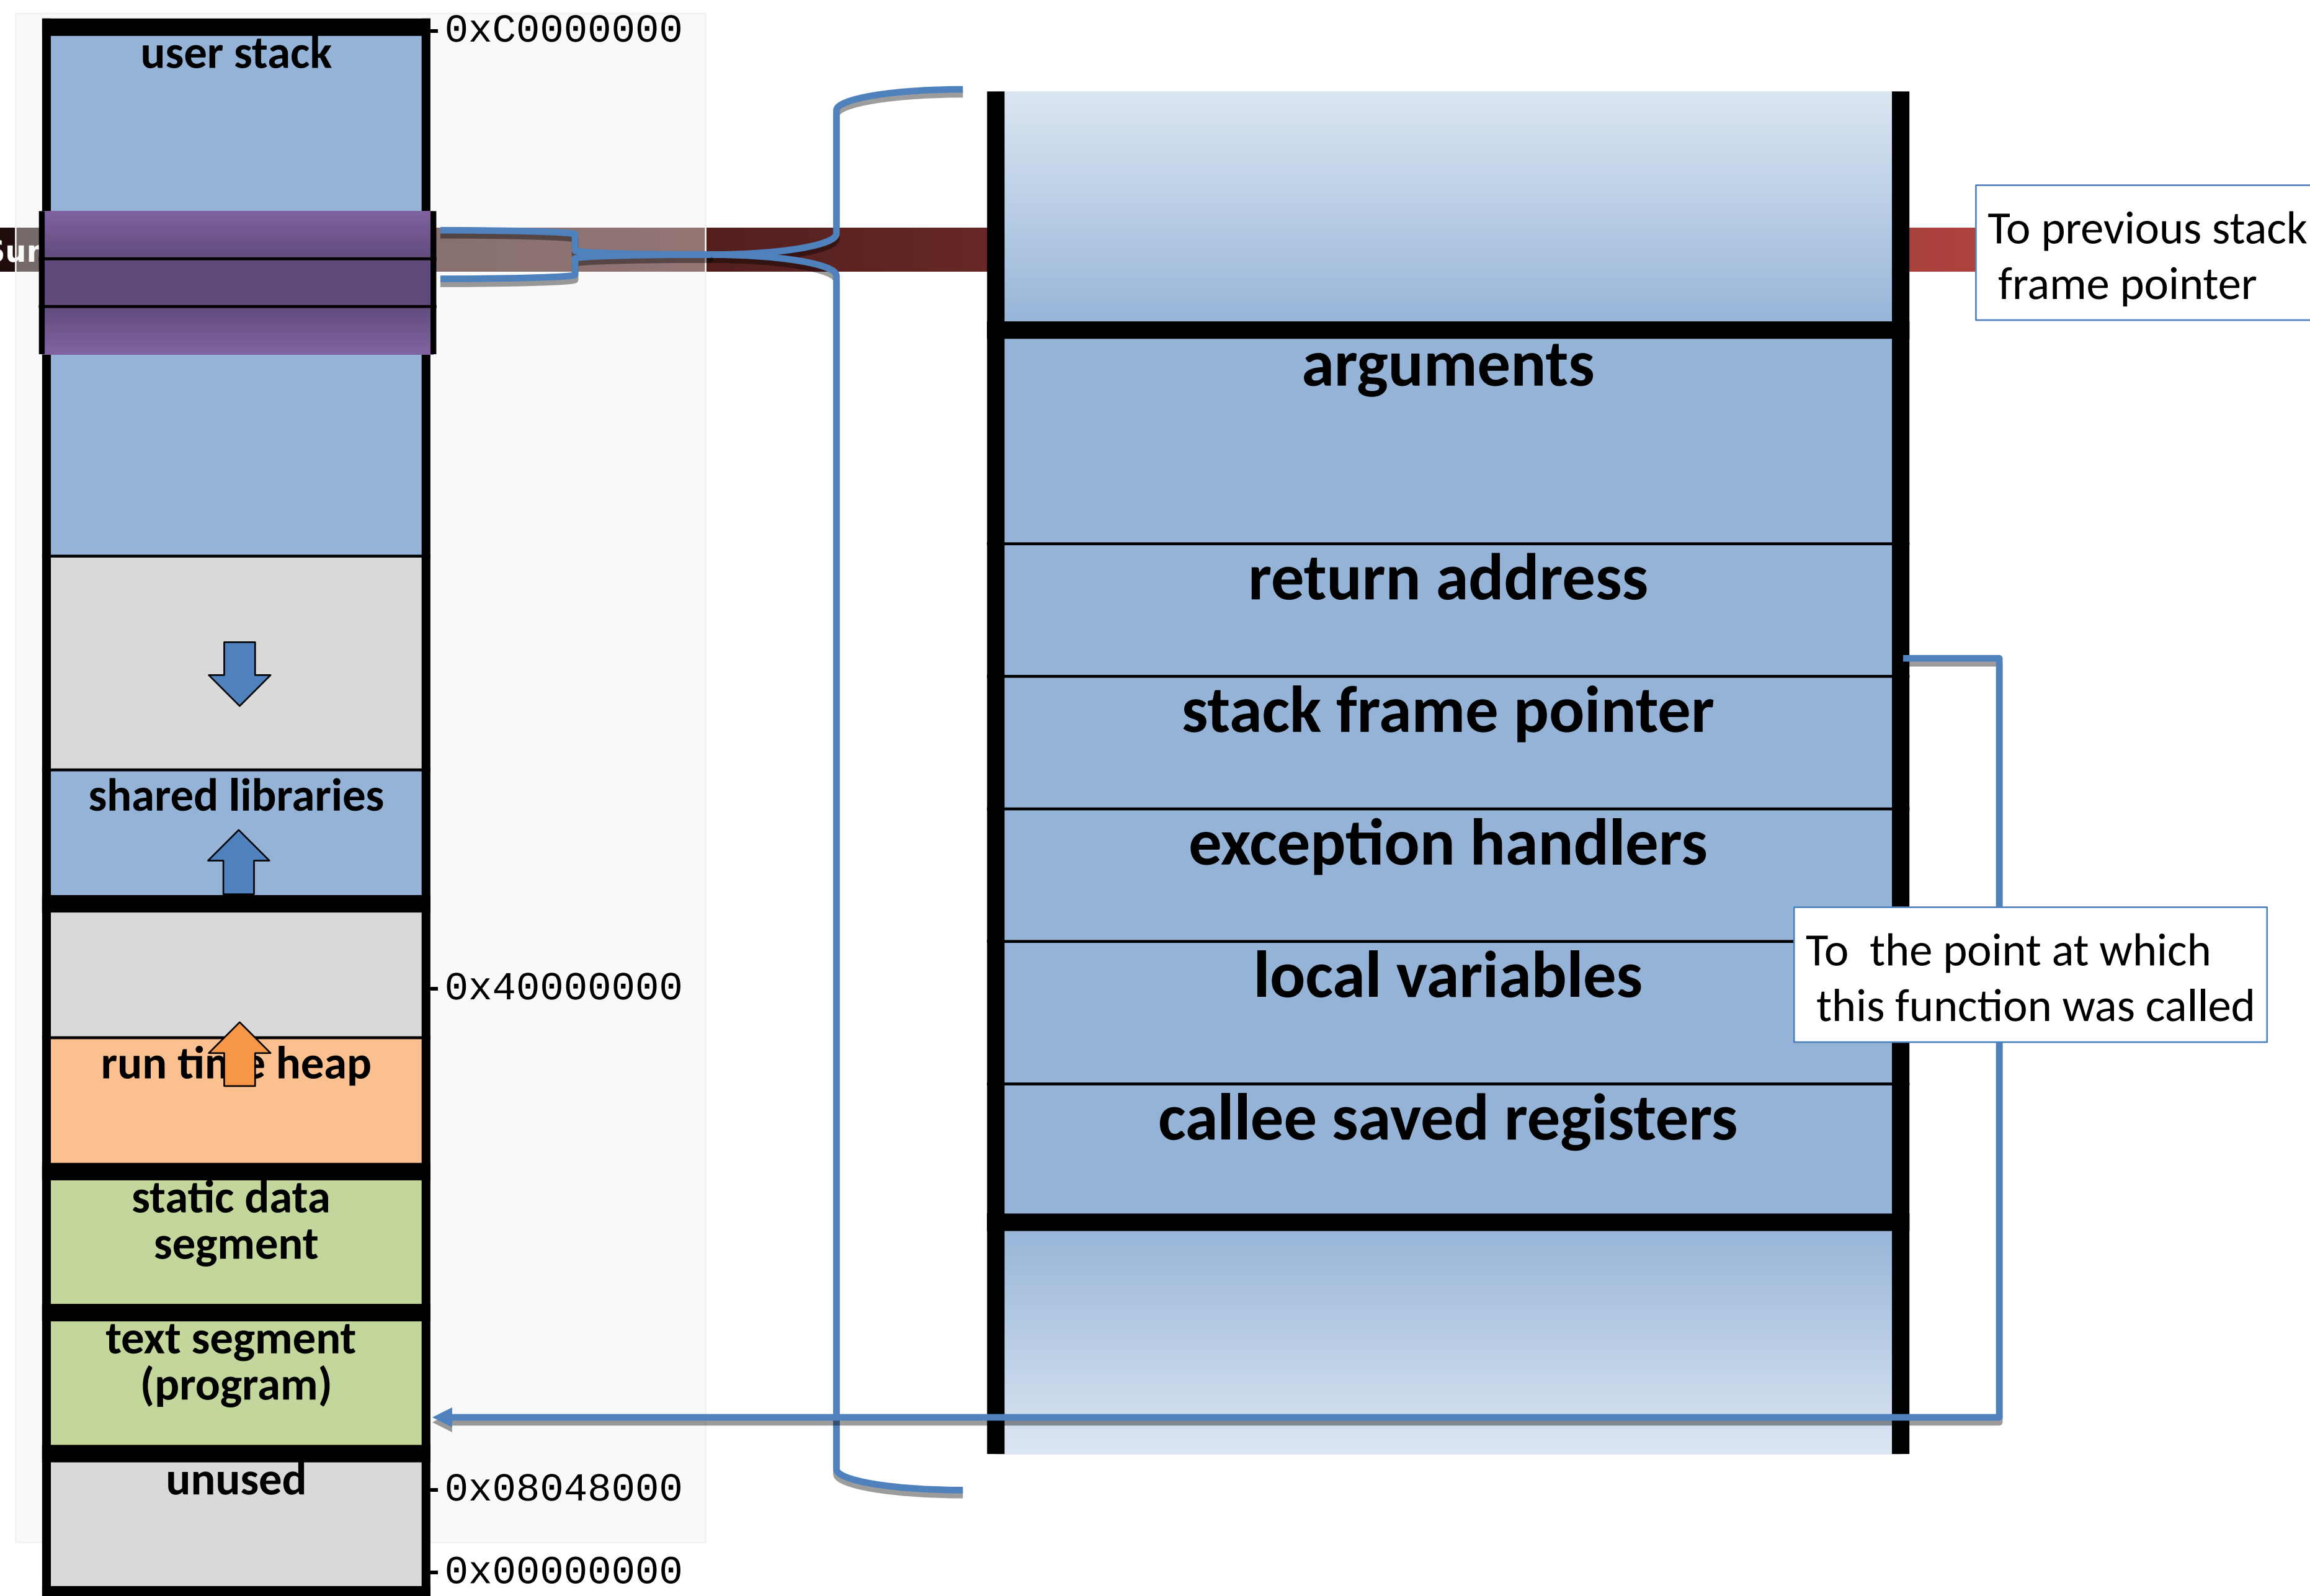 0xC0000000
user stack
shared libraries
0x40000000
run time heap
static data
segment
text segment
(program)
unused
0x08048000
0x00000000
arguments
return address
stack frame pointer
exception handlers
local variables
callee saved registers
To previous stack
frame pointer
To  the point at which
this function was called